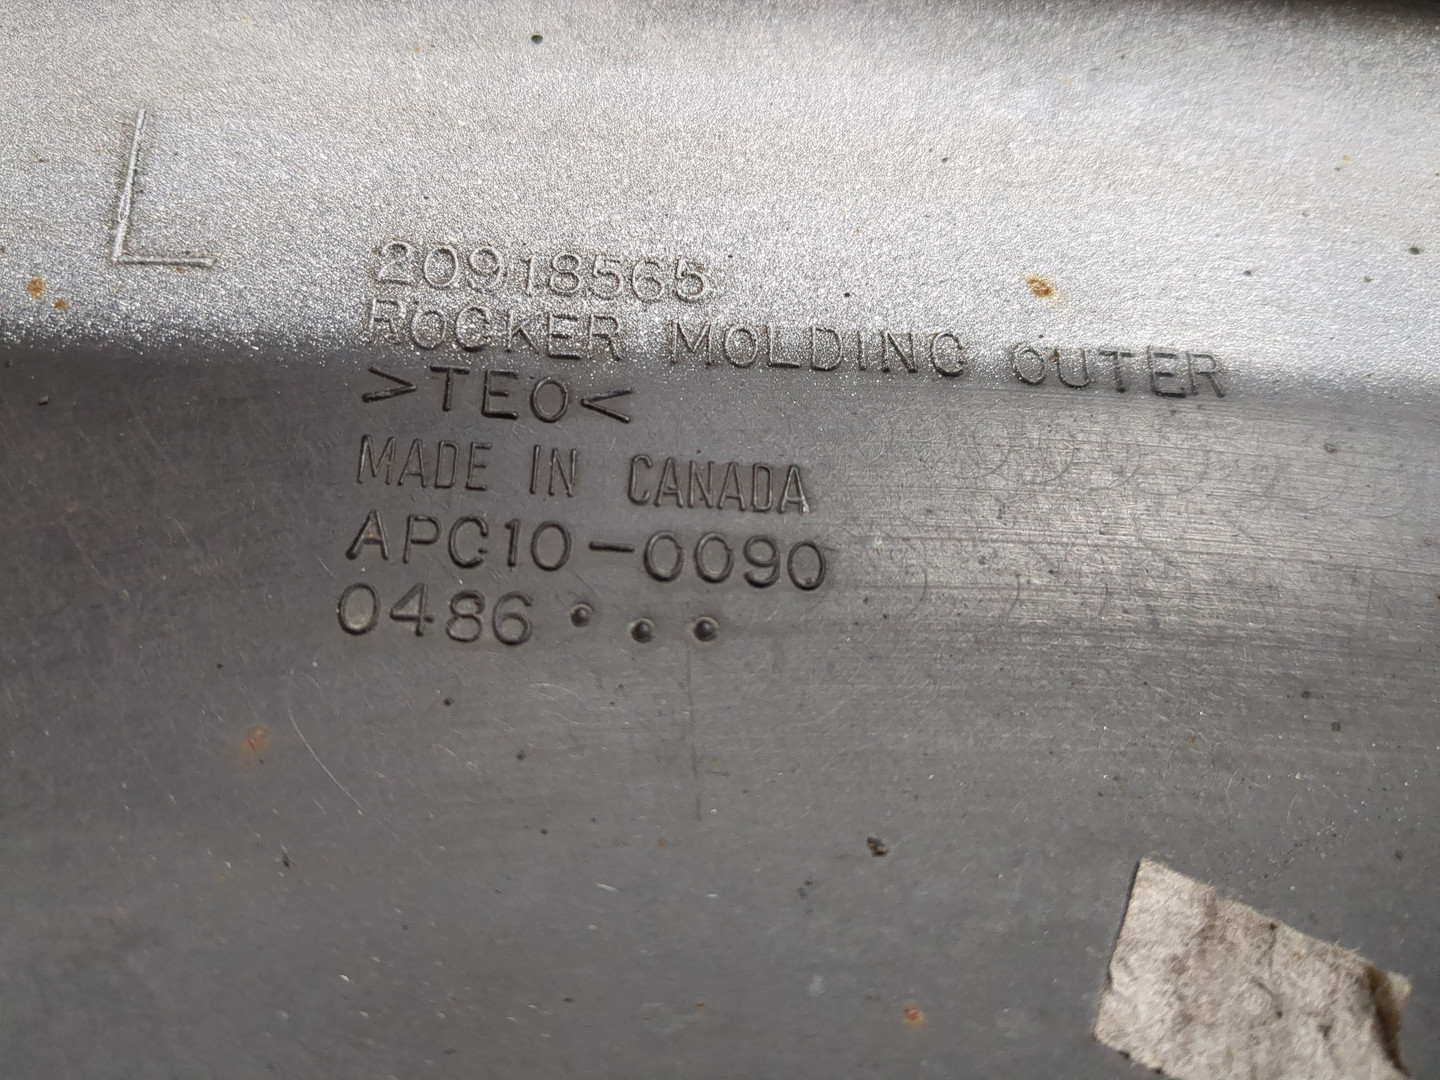 L
20918565
ROCKER MOLDING OUTER
>TEO<
MADE IN CANADA
APC10-0090
0486